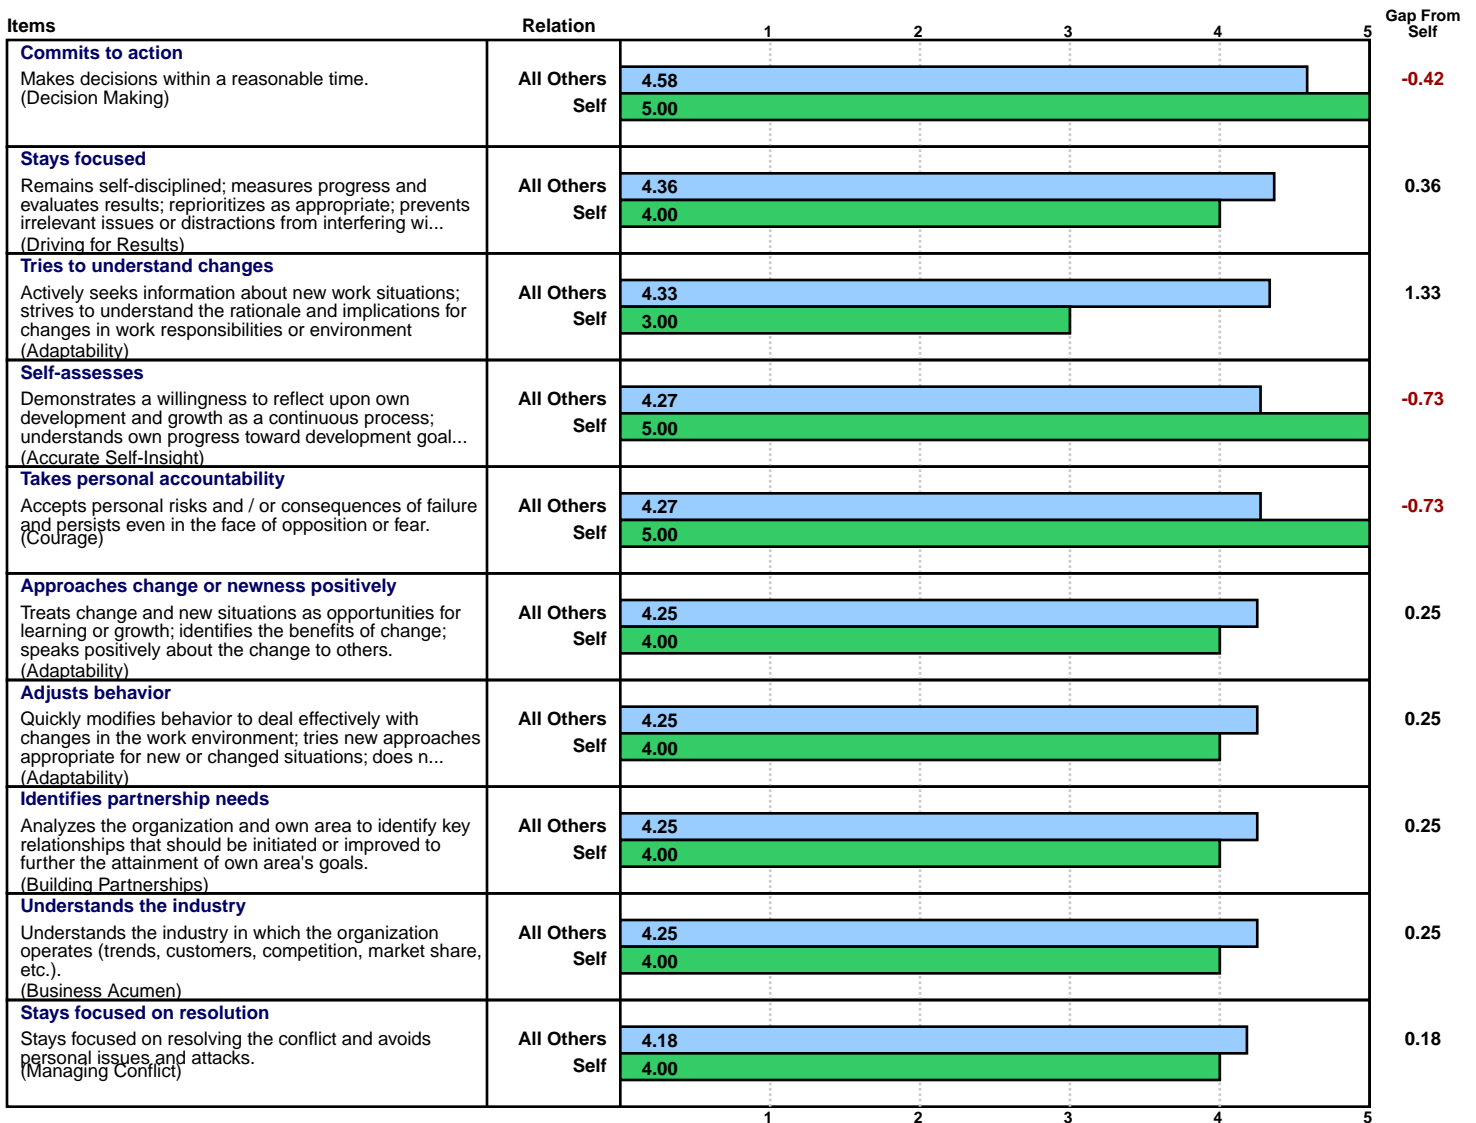 Items Relation 1 2 3 4 5 Gap From
Self
Commits to action
Makes decisions within a reasonable time.
(Decision Making)
All Others 4.58 -0.42
Self 5.00
Stays focused
Remains self-disciplined; measures progress and
evaluates results; reprioritizes as appropriate; prevents
irrelevant issues or distractions from interfering wi...
(Driving for Results)
All Others 4.36 0.36
Self 4.00
Tries to understand changes
Actively seeks information about new work situations;
strives to understand the rationale and implications for
changes in work responsibilities or environment
(Adaptability)
All Others 4.33 1.33
Self 3.00
Self-assesses
Demonstrates a willingness to reflect upon own
development and growth as a continuous process;
understands own progress toward development goal...
(Accurate Self-Insight)
All Others 4.27 -0.73
Self 5.00
Takes personal accountability
Accepts personal risks and / or consequences of failure
and persists even in the face of opposition or fear.
(Courage)
All Others 4.27 -0.73
Self 5.00
Approaches change or newness positively
Treats change and new situations as opportunities for
learning or growth; identifies the benefits of change;
speaks positively about the change to others.
(Adaptability)
All Others 4.25 0.25
Self 4.00
Adjusts behavior
Quickly modifies behavior to deal effectively with
changes in the work environment; tries new approaches
appropriate for new or changed situations; does n...
(Adaptability)
All Others 4.25 0.25
Self 4.00
Identifies partnership needs
Analyzes the organization and own area to identify key
relationships that should be initiated or improved to
further the attainment of own area's goals.
(Building Partnerships)
All Others 4.25 0.25
Self 4.00
Understands the industry
Understands the industry in which the organization
operates (trends, customers, competition, market share,
etc.).
(Business Acumen)
All Others 4.25 0.25
Self 4.00
Stays focused on resolution
Stays focused on resolving the conflict and avoids
personal issues and attacks.
(Managing Conflict)
All Others 4.18 0.18
Self 4.00
1 2 3 4 5